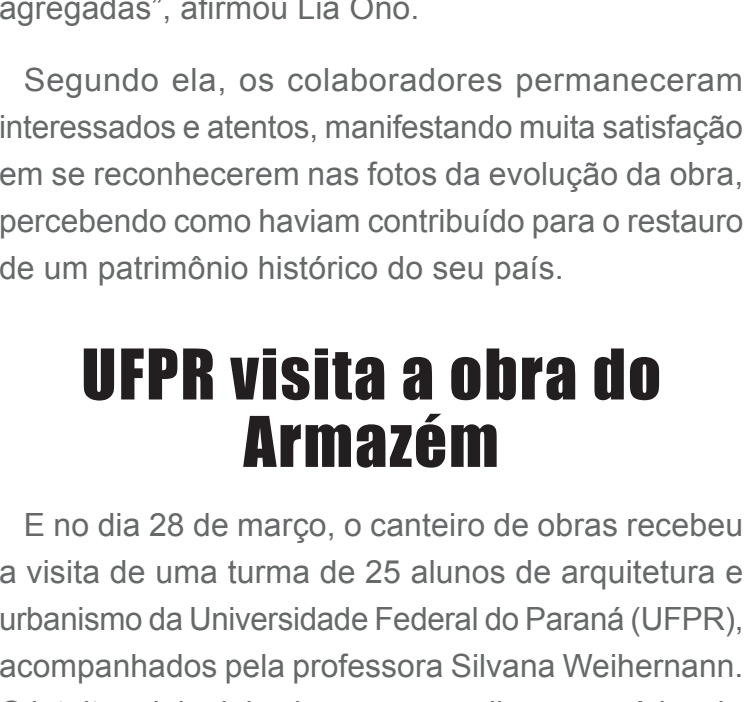 agregadas”, afirmou Lia Ono.
Segundo ela, os colaboradores permaneceram
interessados e atentos, manifestando muita satisfação
em se reconhecerem nas fotos da evolução da obra,
percebendo como haviam contribuído para o restauro
de um patrimônio histórico do seu país.
UFPR visita a obra do
Armazém
E no dia 28 de março, o canteiro de obras recebeu
a visita de uma turma de 25 alunos de arquitetura e
urbanismo da Universidade Federal do Paraná (UFPR),
acompanhados pela professora Silvana Weihernann.